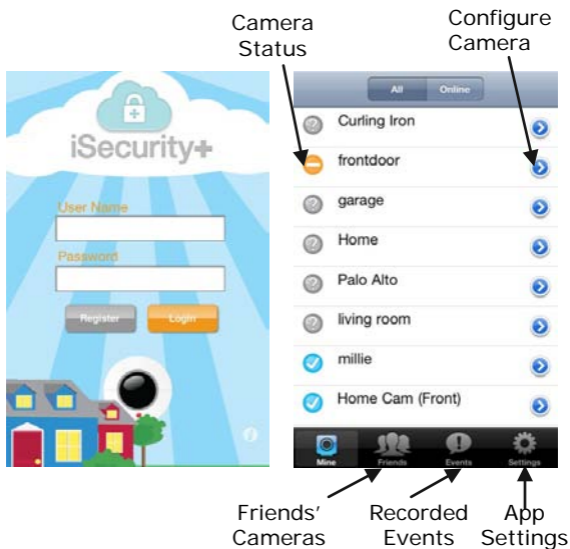 Camera
Status
Configure
Camera
iSecurity+
User Name
Password
Register
Login
All
Online
Curling Iron
frontdoor
garage
Home
Palo Alto
living room
millie
Home Cam (Front)
Mine
Friends
Events
Settings
Friends'
Cameras
Recorded
Events
App
Settings